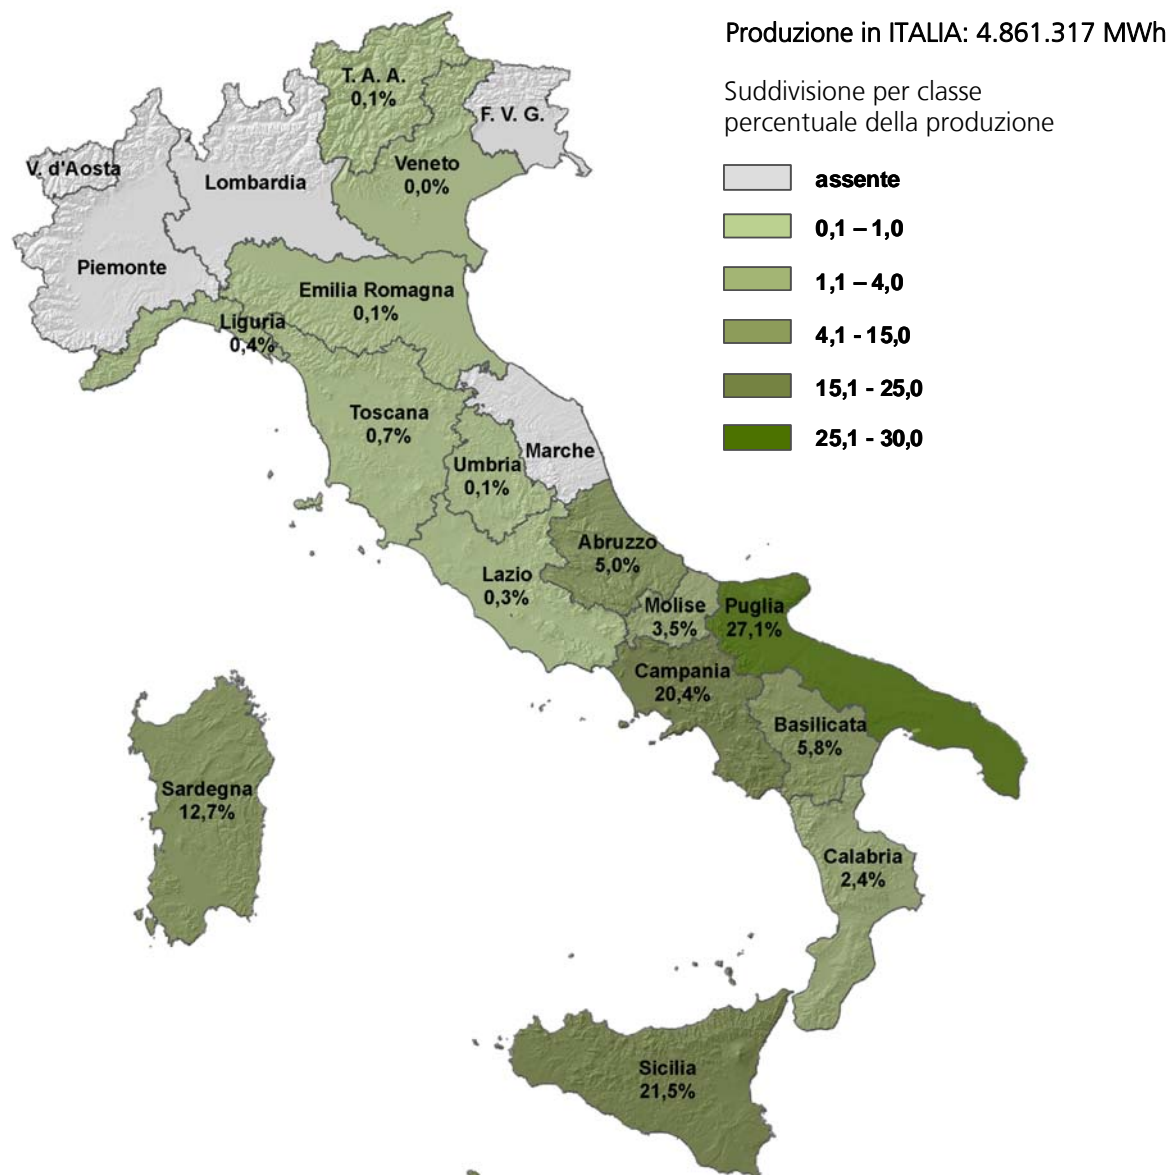 Produzione in ITALIA: 4.861.317 MWh
Suddivisione per classe
percentuale della produzione
assente
0,1 – 1,0
1,1 – 4,0
4,1 - 15,0
15,1 - 25,0
25,1 - 30,0
T. A. A.
0,1%
F. V. G.
V. d'Aosta
Lombardia
Veneto
0,0%
Piemonte
Emilia Romagna
0,1%
Liguria
0,4%
Toscana
0,7%
Umbria
0,1%
Marche
Abruzzo
5,0%
Lazio
0,3%
Molise
3,5%
Puglia
27,1%
Campania
20,4%
Basilicata
5,8%
Sardegna
12,7%
Calabria
2,4%
Sicilia
21,5%